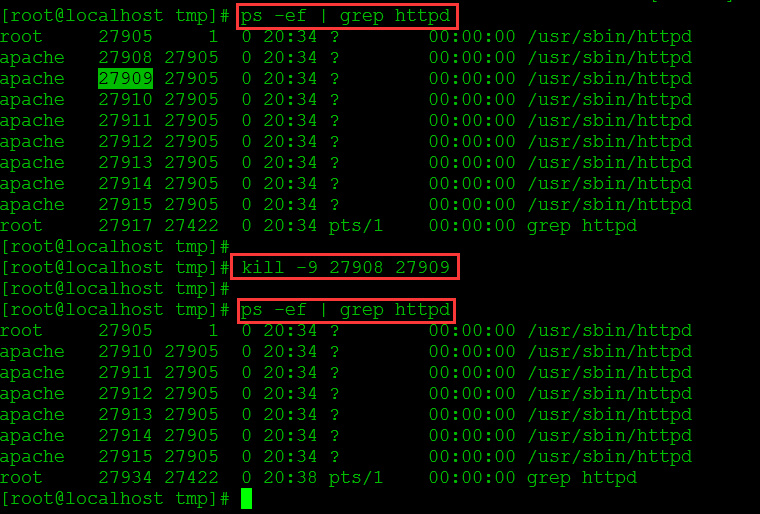 [root@localhost tmp]# ps -ef | grep httpd
root     27905     1  0 20:34 ?        00:00:00 /usr/sbin/httpd
apache   27908 27905  0 20:34 ?        00:00:00 /usr/sbin/httpd
apache   27909 27905  0 20:34 ?        00:00:00 /usr/sbin/httpd
apache   27910 27905  0 20:34 ?        00:00:00 /usr/sbin/httpd
apache   27911 27905  0 20:34 ?        00:00:00 /usr/sbin/httpd
apache   27912 27905  0 20:34 ?        00:00:00 /usr/sbin/httpd
apache   27913 27905  0 20:34 ?        00:00:00 /usr/sbin/httpd
apache   27914 27905  0 20:34 ?        00:00:00 /usr/sbin/httpd
apache   27915 27905  0 20:34 ?        00:00:00 /usr/sbin/httpd
root     27917 27422  0 20:34 pts/1    00:00:00 grep httpd
[root@localhost tmp]#
[root@localhost tmp]# kill -9 27908 27909
[root@localhost tmp]#
[root@localhost tmp]# ps -ef | grep httpd
root     27905     1  0 20:34 ?        00:00:00 /usr/sbin/httpd
apache   27910 27905  0 20:34 ?        00:00:00 /usr/sbin/httpd
apache   27911 27905  0 20:34 ?        00:00:00 /usr/sbin/httpd
apache   27912 27905  0 20:34 ?        00:00:00 /usr/sbin/httpd
apache   27913 27905  0 20:34 ?        00:00:00 /usr/sbin/httpd
apache   27914 27905  0 20:34 ?        00:00:00 /usr/sbin/httpd
apache   27915 27905  0 20:34 ?        00:00:00 /usr/sbin/httpd
root     27934 27422  0 20:38 pts/1    00:00:00 grep httpd
[root@localhost tmp]#